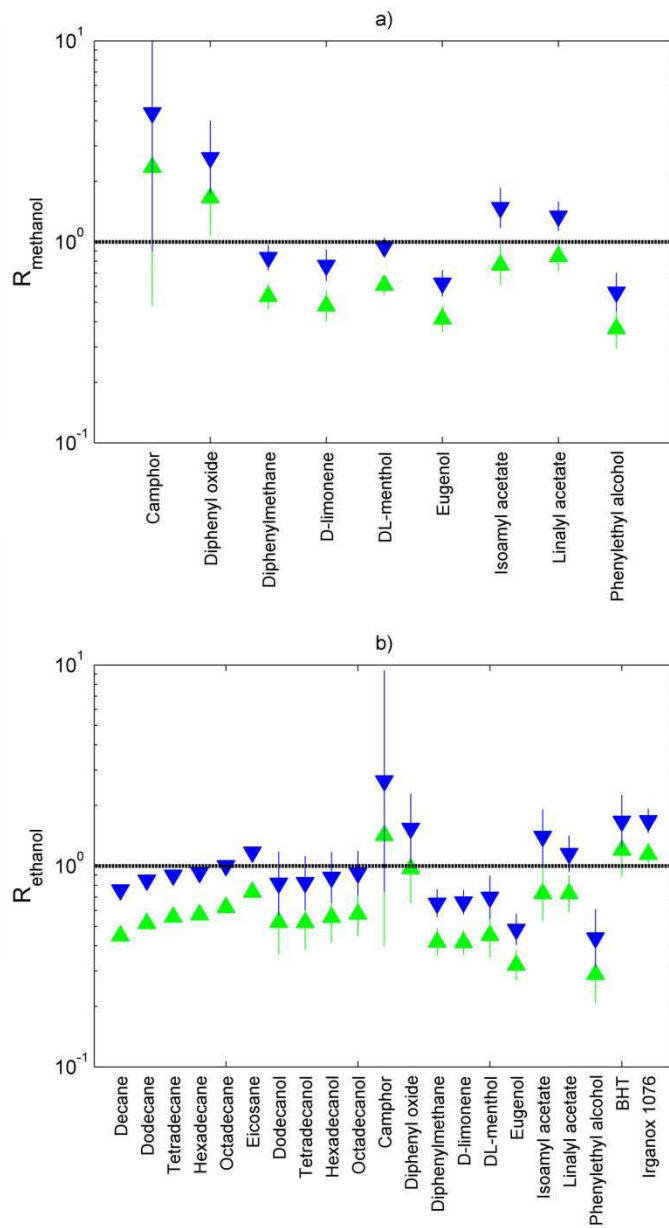 a)
10^1
10^0
10^-1
R_methanol
Camphor
Diphenyl oxide
Diphenylmethane
D-limonene
DL-menthol
Eugenol
Isoamyl acetate
Linalyl acetate
Phenylethyl alcohol
b)
10^1
10^0
10^-1
R_ethanol
Decane
Dodecane
Tetradecane
Hexadecane
Octadecane
Eicosane
Dodecanol
Tetradecanol
Hexadecanol
Octadecanol
Camphor
Diphenyl oxide
Diphenylmethane
D-limonene
DL-menthol
Eugenol
Isoamyl acetate
Linalyl acetate
Phenylethyl alcohol
BHT
Irganox 1076